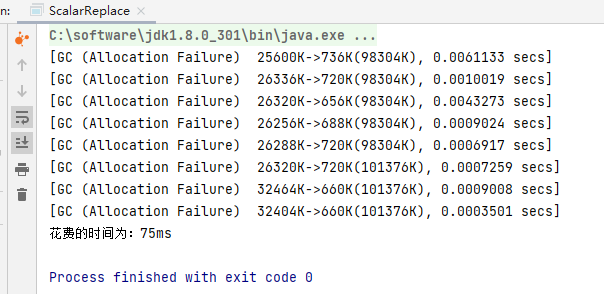 n: ScalarReplace ×
C:\software\jdk1.8.0_301\bin\java.exe ...
[GC (Allocation Failure)  25600K->736K(98304K), 0.0061133 secs]
[GC (Allocation Failure)  26336K->720K(98304K), 0.0010019 secs]
[GC (Allocation Failure)  26320K->656K(98304K), 0.0043273 secs]
[GC (Allocation Failure)  26256K->688K(98304K), 0.0009024 secs]
[GC (Allocation Failure)  26288K->720K(98304K), 0.0006917 secs]
[GC (Allocation Failure)  26320K->720K(101376K), 0.0007259 secs]
[GC (Allocation Failure)  32464K->660K(101376K), 0.0009008 secs]
[GC (Allocation Failure)  32404K->660K(101376K), 0.0003501 secs]
花费的时间为：75ms
Process finished with exit code 0